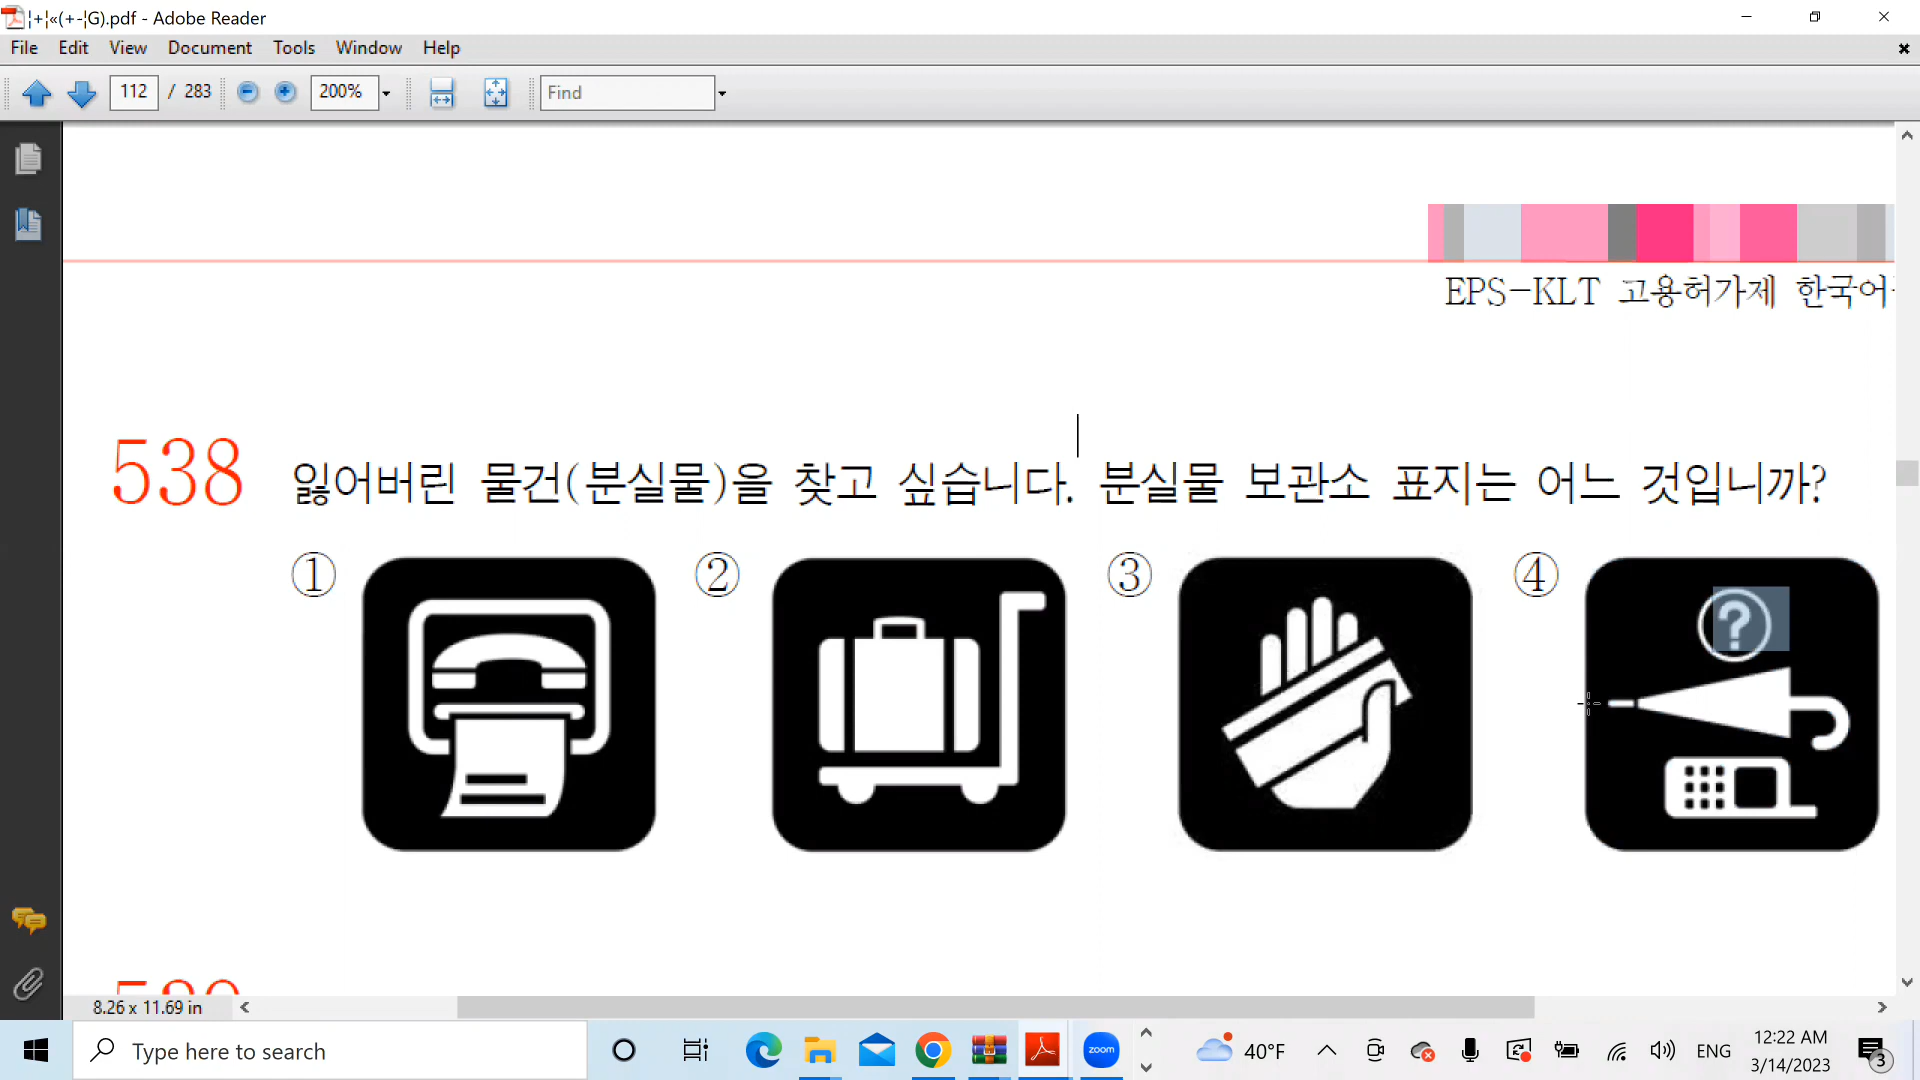 ¦+¦«(+-¦G).pdf - Adobe Reader
File Edit View Document Tools Window Help
112 / 283 200% Find
EPS-KLT 고용허가제 한국어
538 잃어버린 물건(분실물)을 찾고 싶습니다. 분실물 보관소 표지는 어느 것입니까?
① ② ③ ④
?
8.26 x 11.69 in
Type here to search
zoom
40°F
ENG
12:22 AM
3/14/2023
3